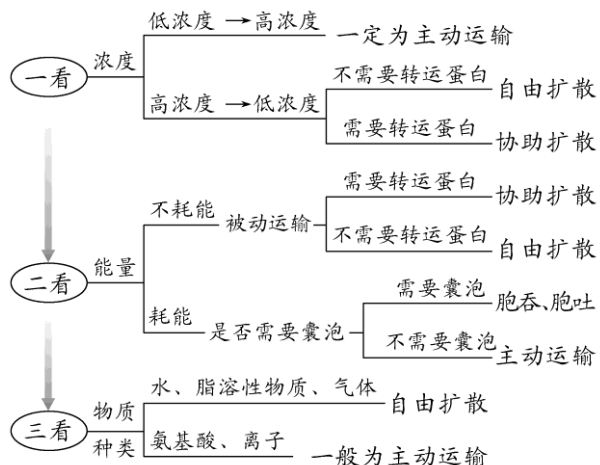 一看
浓度
低浓度→高浓度
一定为主动运输
高浓度→低浓度
不需要转运蛋白
自由扩散
需要转运蛋白
协助扩散
二看
能量
不耗能
被动运输
需要转运蛋白
协助扩散
不需要转运蛋白
自由扩散
耗能
是否需要囊泡
需要囊泡
胞吞、胞吐
不需要囊泡
主动运输
三看
物质
种类
水、脂溶性物质、气体
自由扩散
氨基酸、离子
一般为主动运输